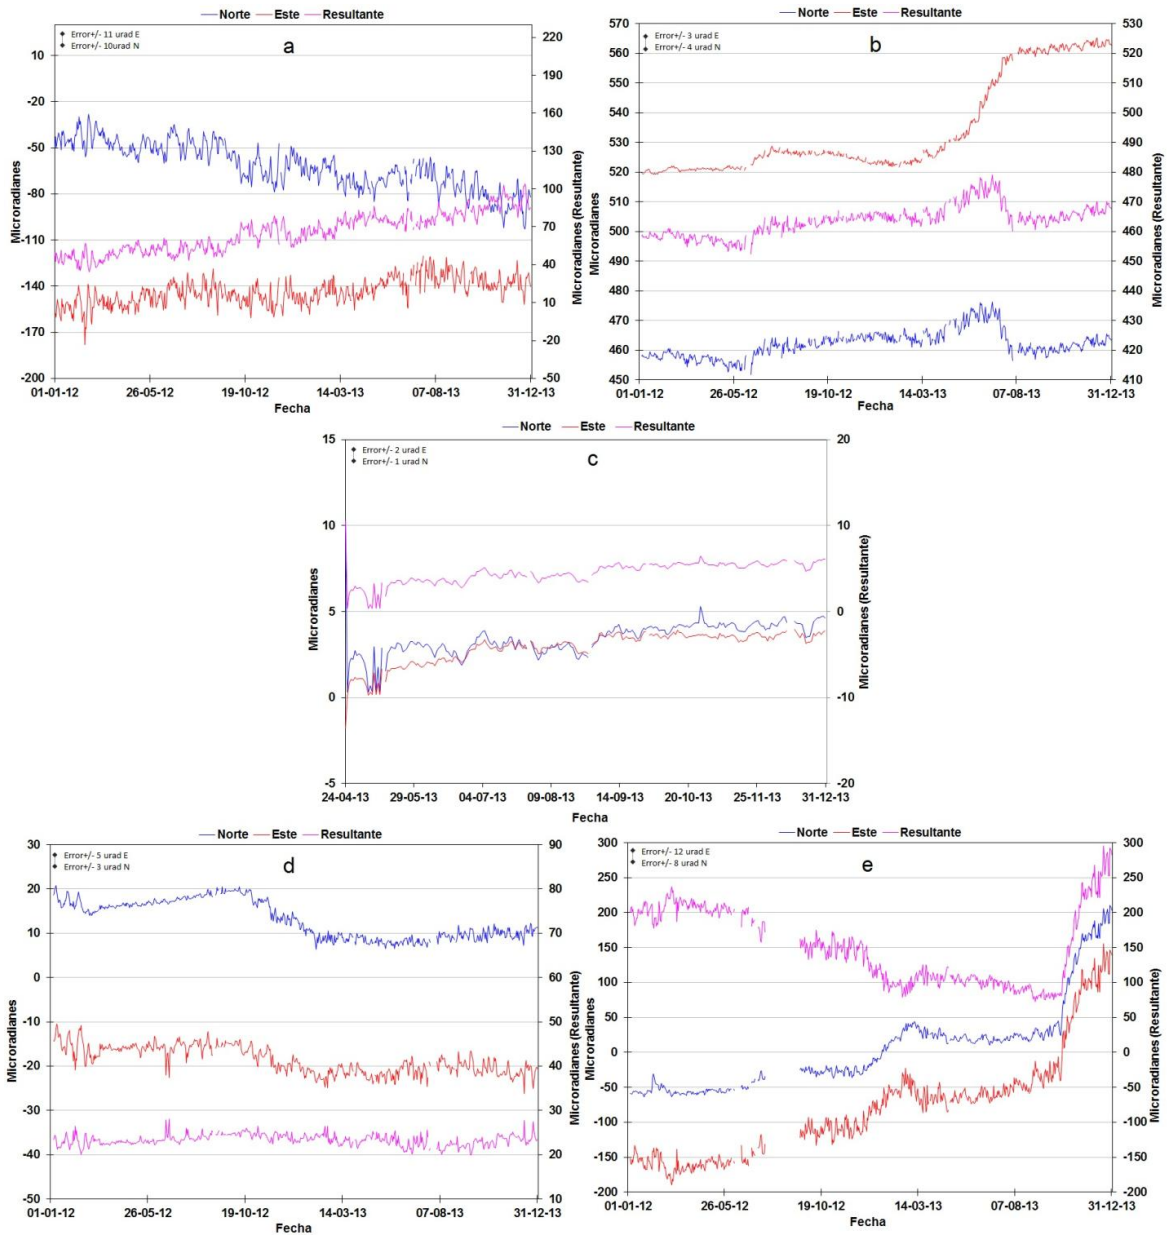 Norte Este Resultante
Error+/- 11 urad E
Error+/- 10urad N
a
10
-20
-50
-80
-110
-140
-170
-200
Microradianes
220
190
160
130
100
70
40
10
-20
-50
Microradianes (Resultante)
01-01-12 26-05-12 19-10-12 14-03-13 07-08-13 31-12-13
Fecha
Norte Este Resultante
Error+/- 3 urad E
Error+/- 4 urad N
b
570
560
550
540
530
520
510
500
490
480
470
460
450
Microradianes
530
520
510
500
490
480
470
460
450
440
430
420
410
Microradianes (Resultante)
01-01-12 26-05-12 19-10-12 14-03-13 07-08-13 31-12-13
Fecha
Norte Este Resultante
Error+/- 2 urad E
Error+/- 1 urad N
c
15
10
5
0
-5
Microradianes
20
10
0
-10
-20
Microradianes (Resultante)
24-04-13 29-05-13 04-07-13 09-08-13 14-09-13 20-10-13 25-11-13 31-12-13
Fecha
Norte Este Resultante
Error+/- 5 urad E
Error+/- 3 urad N
d
30
20
10
0
-10
-20
-30
-40
-50
Microradianes
90
80
70
60
50
40
30
20
10
Microradianes (Resultante)
01-01-12 26-05-12 19-10-12 14-03-13 07-08-13 31-12-13
Fecha
Norte Este Resultante
Error+/- 12 urad E
Error+/- 8 urad N
e
300
250
200
150
100
50
0
-50
-100
-150
-200
Microradianes
300
250
200
150
100
50
0
-50
-100
-150
-200
Microradianes (Resultante)
01-01-12 26-05-12 19-10-12 14-03-13 07-08-13 31-12-13
Fecha